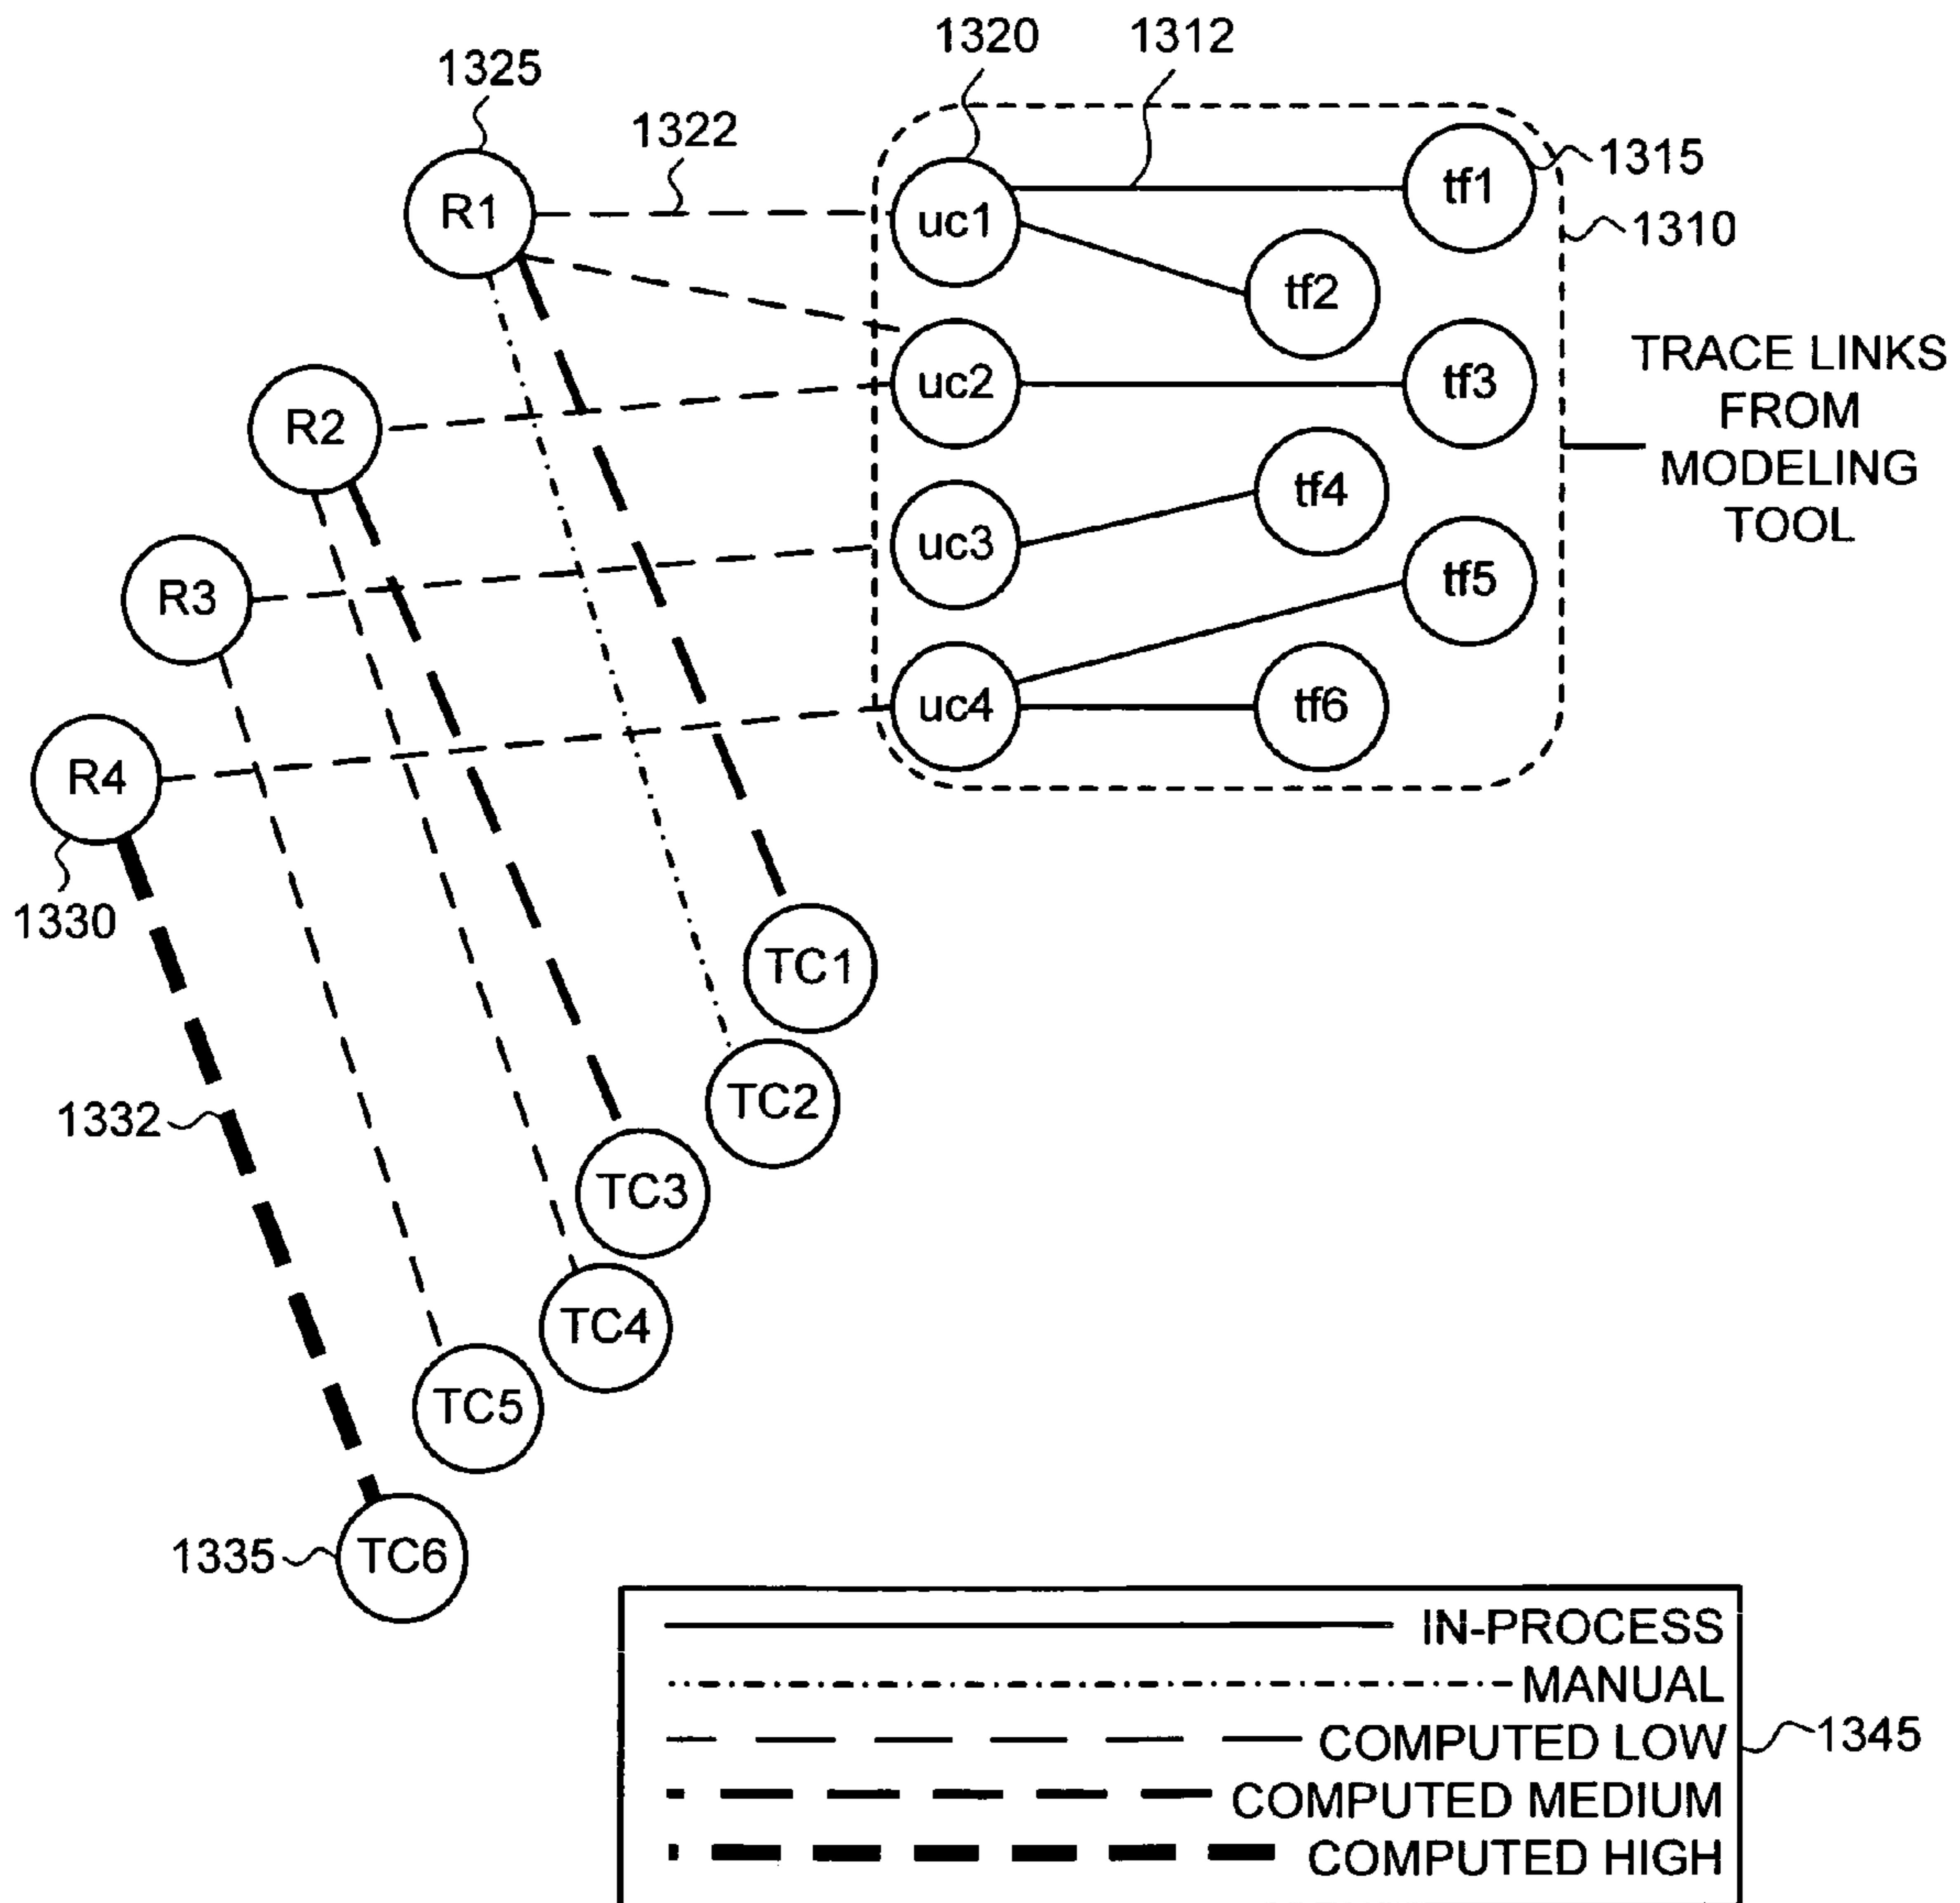 1320
1312
1325
1322
R1
uc1
tf1
1315
1310
tf2
R2
uc2
tf3
TRACE LINKS
FROM
MODELING
TOOL
R3
uc3
tf4
tf5
R4
uc4
tf6
1330
TC1
TC2
1332
TC3
TC4
TC5
1335
TC6
IN-PROCESS
MANUAL
COMPUTED LOW
1345
COMPUTED MEDIUM
COMPUTED HIGH